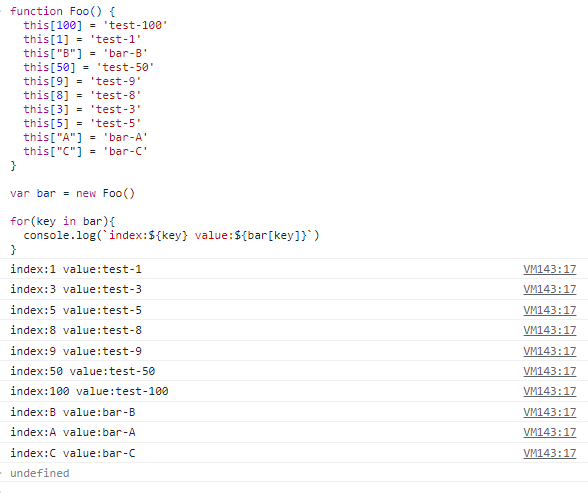 function Foo() {
  this[100] = 'test-100'
  this[1] = 'test-1'
  this["B"] = 'bar-B'
  this[50] = 'test-50'
  this[9] = 'test-9'
  this[8] = 'test-8'
  this[3] = 'test-3'
  this[5] = 'test-5'
  this["A"] = 'bar-A'
  this["C"] = 'bar-C'
}
var bar = new Foo()
for(key in bar){
  console.log(`index:${key} value:${bar[key]}`)
}
index:1 value:test-1 VM143:17
index:3 value:test-3 VM143:17
index:5 value:test-5 VM143:17
index:8 value:test-8 VM143:17
index:9 value:test-9 VM143:17
index:50 value:test-50 VM143:17
index:100 value:test-100 VM143:17
index:B value:bar-B VM143:17
index:A value:bar-A VM143:17
index:C value:bar-C VM143:17
undefined